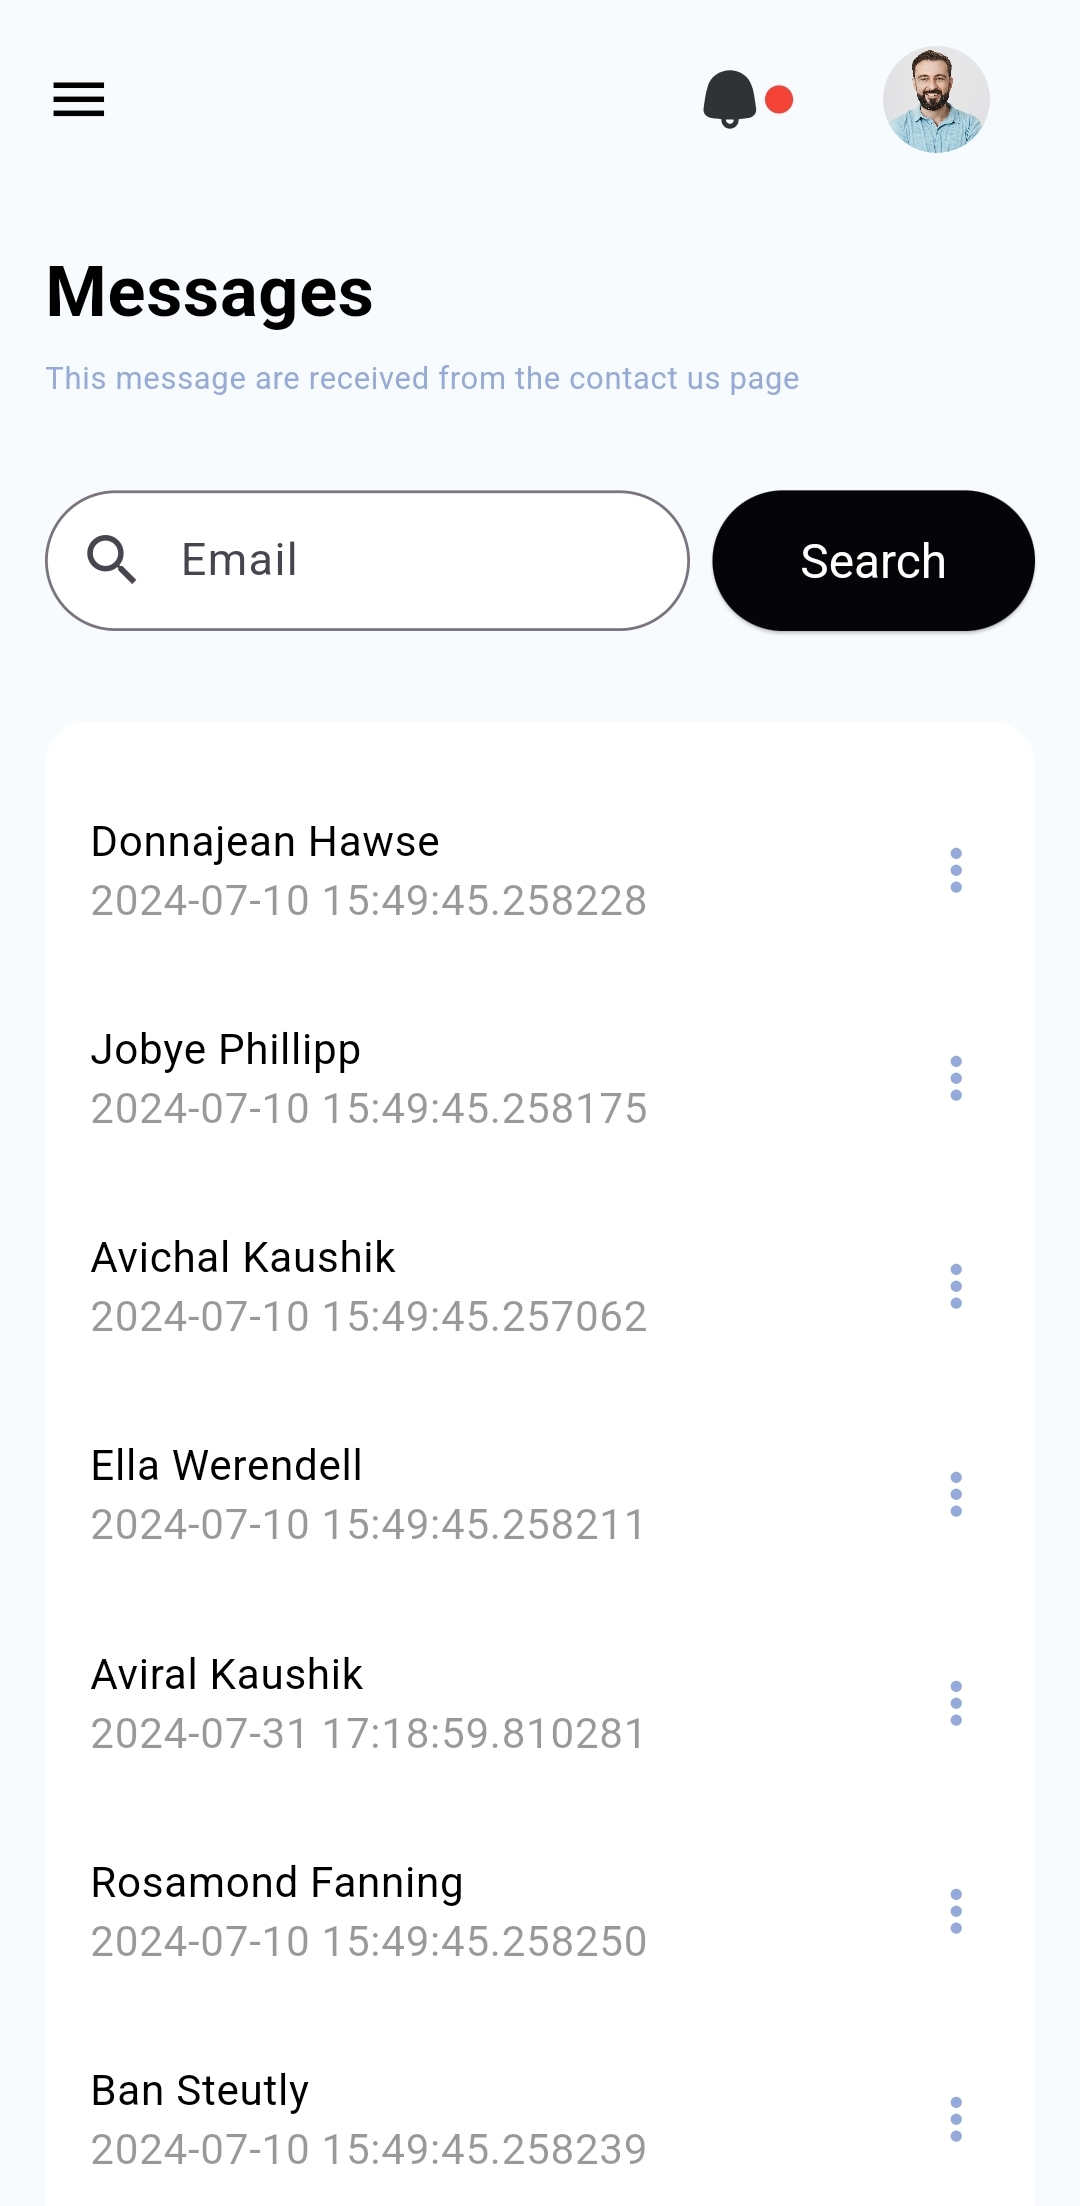 Messages
This message are received from the contact us page
Email
Search
Donnajean Hawse
2024-07-10 15:49:45.258228
Jobye Phillipp
2024-07-10 15:49:45.258175
Avichal Kaushik
2024-07-10 15:49:45.257062
Ella Werendell
2024-07-10 15:49:45.258211
Aviral Kaushik
2024-07-31 17:18:59.810281
Rosamond Fanning
2024-07-10 15:49:45.258250
Ban Steutly
2024-07-10 15:49:45.258239